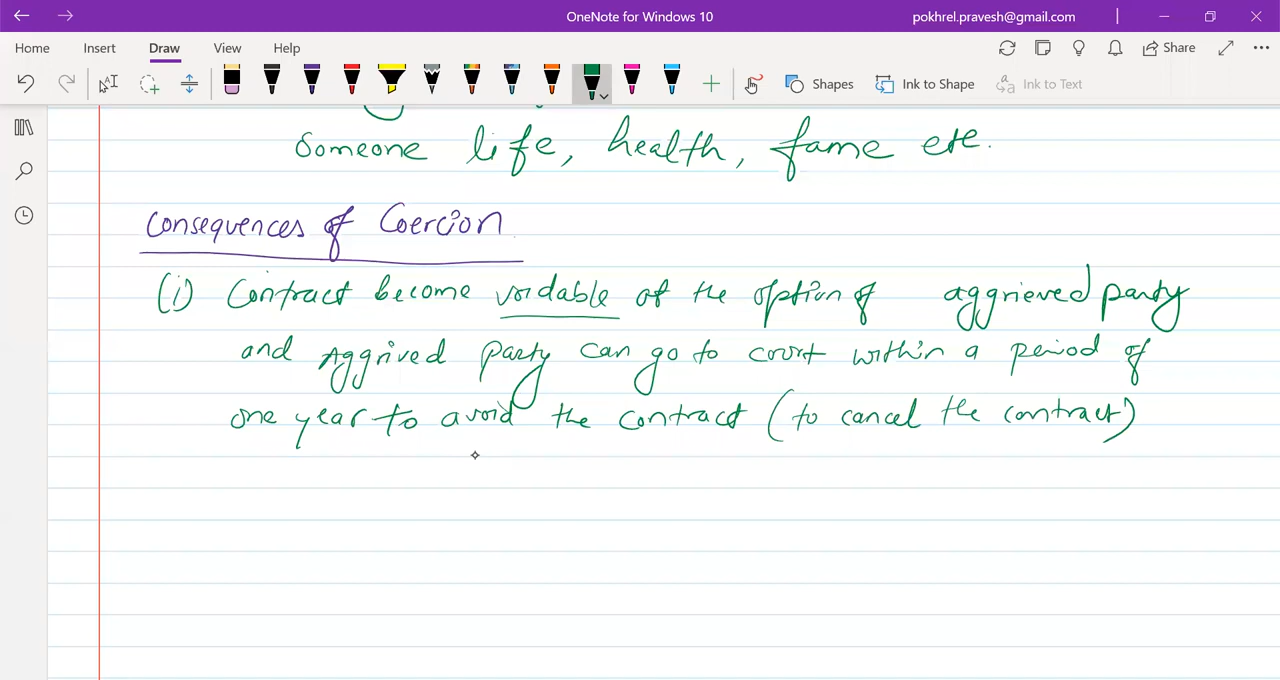 OneNote for Windows 10
pokhrel.pravesh@gmail.com
Home Insert Draw View Help
Share
Shapes Ink to Shape Ink to Text
Someone life, health, fame etc.
Consequences of Coercion
(i) Contract become voidable at the option of aggrieved party
and Aggrived party can go to court within a period of
one year to avoid the contract (to cancel the contract)